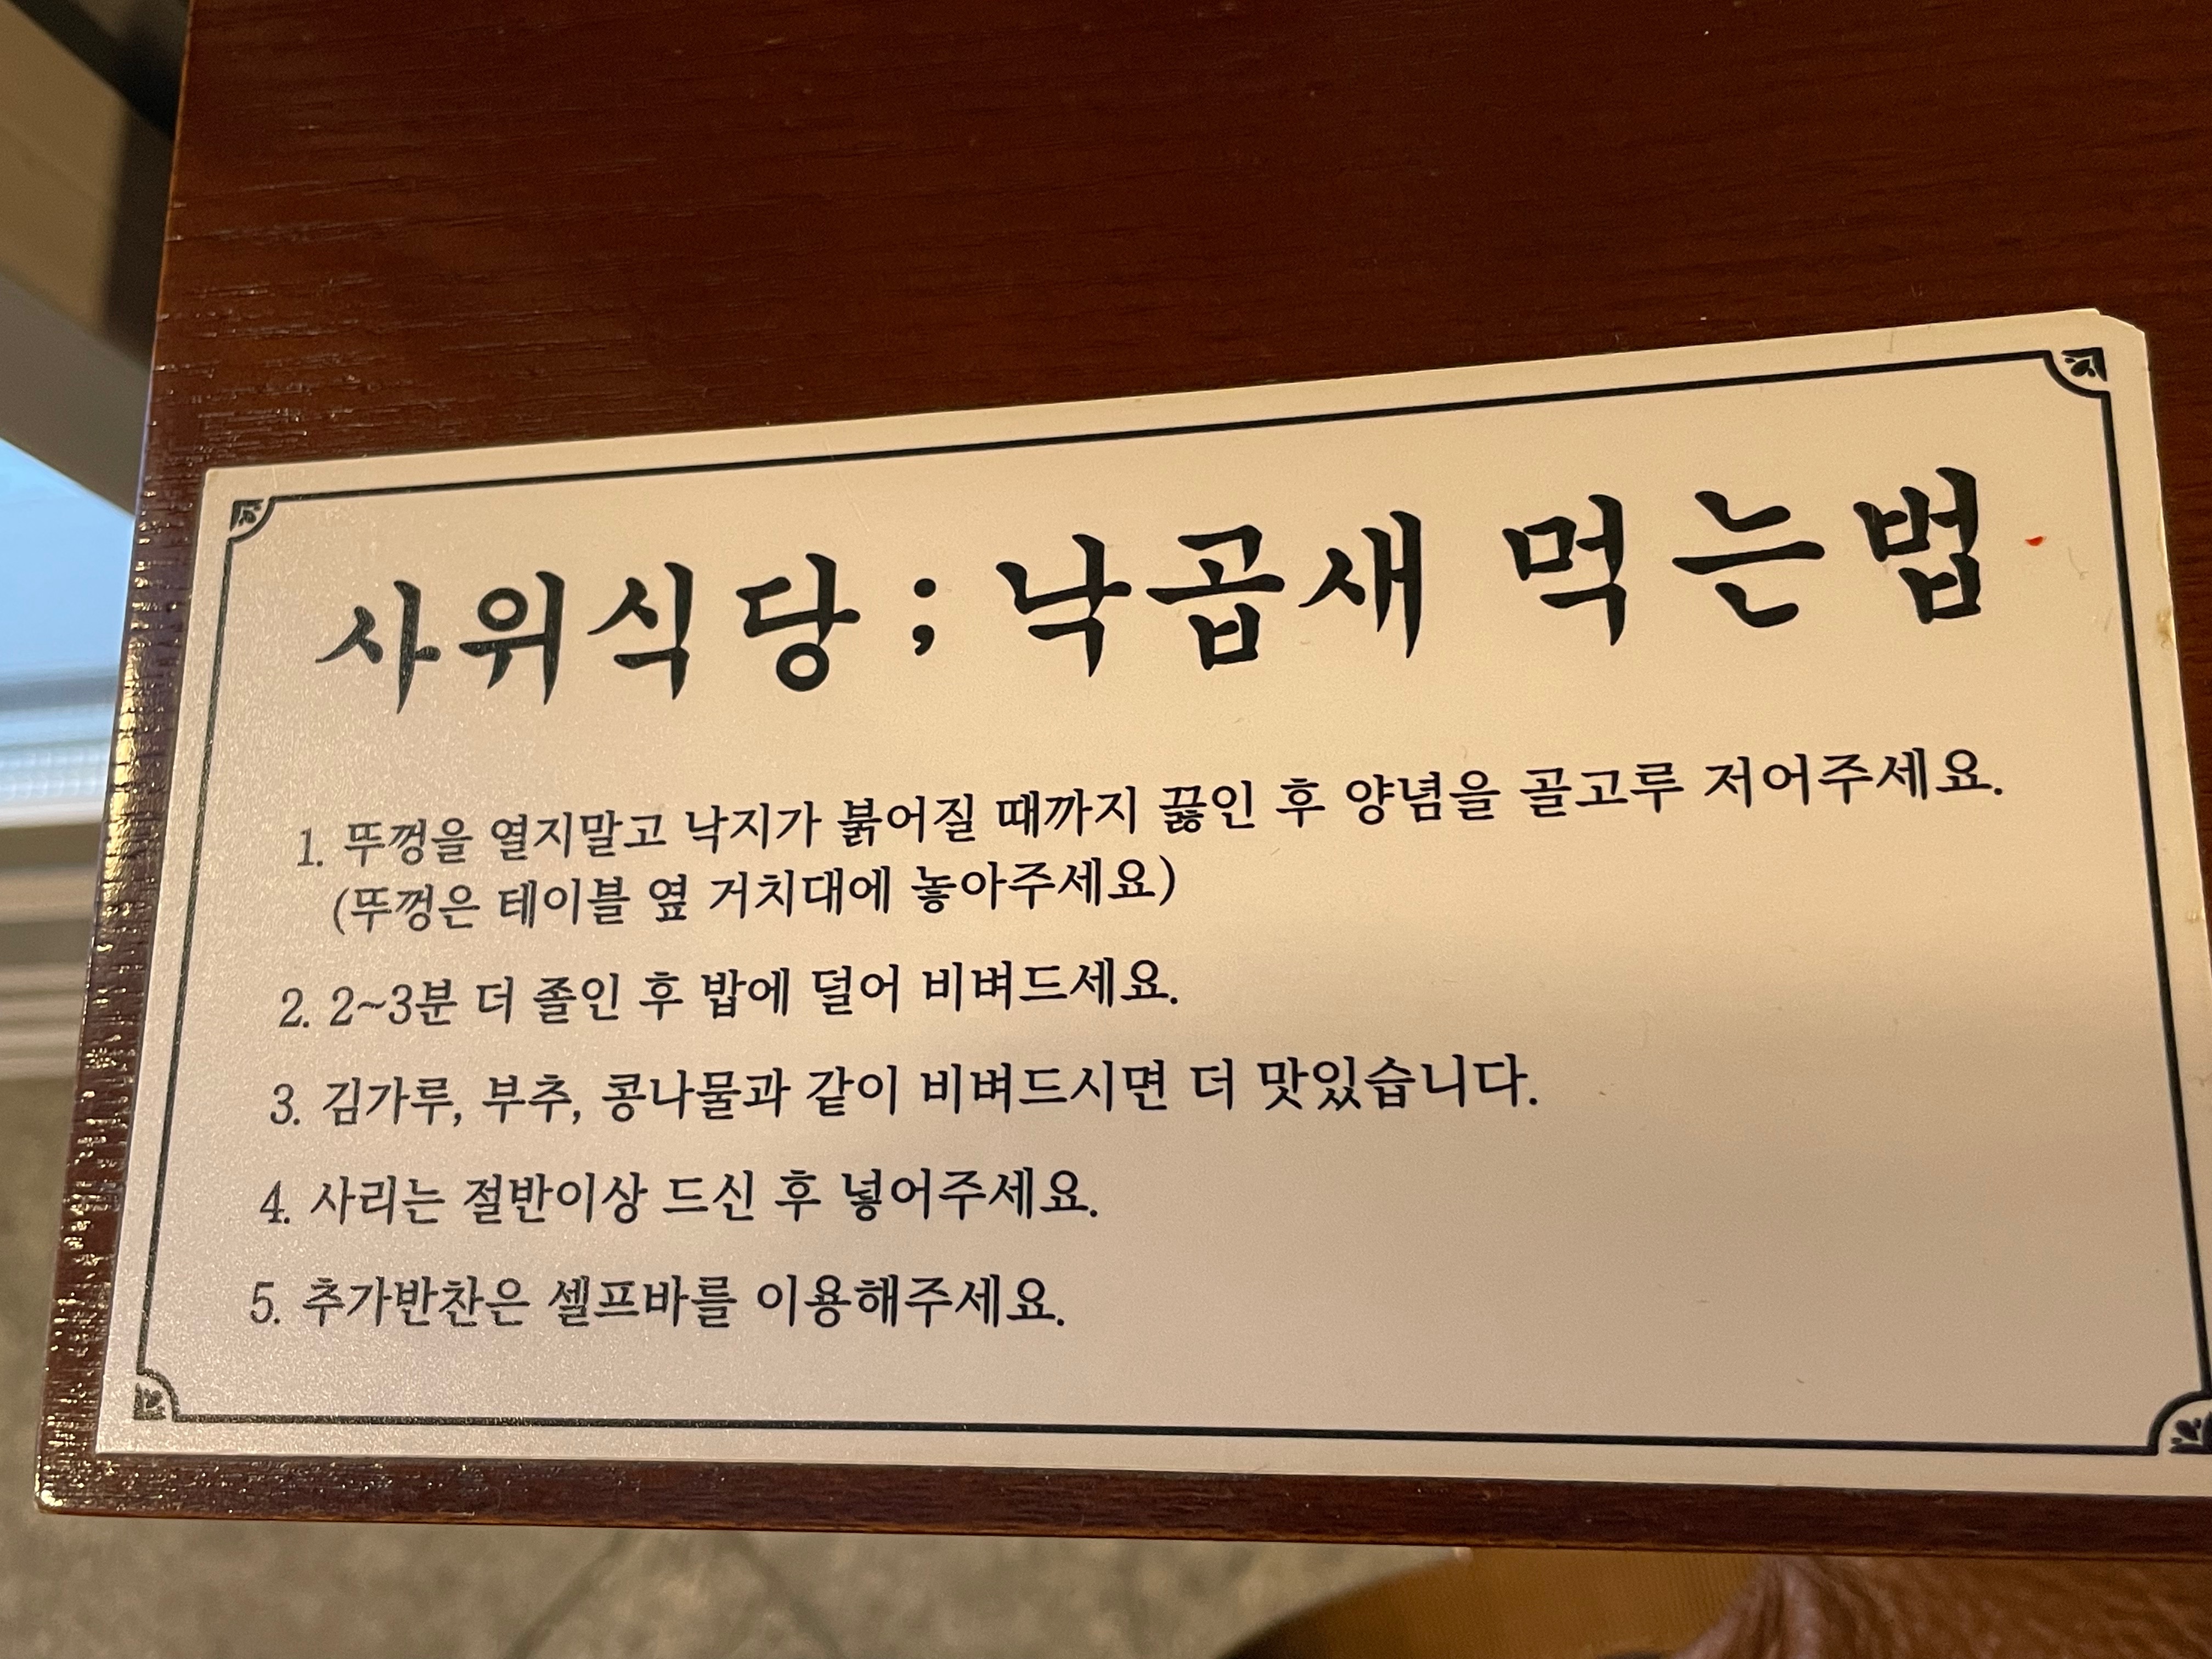 사위식당 ; 낙곱새 먹는법
1. 뚜껑을 열지말고 낙지가 붉어질 때까지 끓인 후 양념을 골고루 저어주세요.
(뚜껑은 테이블 옆 거치대에 놓아주세요)
2. 2~3분 더 졸인 후 밥에 덜어 비벼드세요.
3. 김가루, 부추, 콩나물과 같이 비벼드시면 더 맛있습니다.
4. 사리는 절반이상 드신 후 넣어주세요.
5. 추가반찬은 셀프바를 이용해주세요.